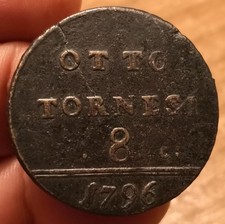 OTTO
TORNESI
. 8 C.
1796